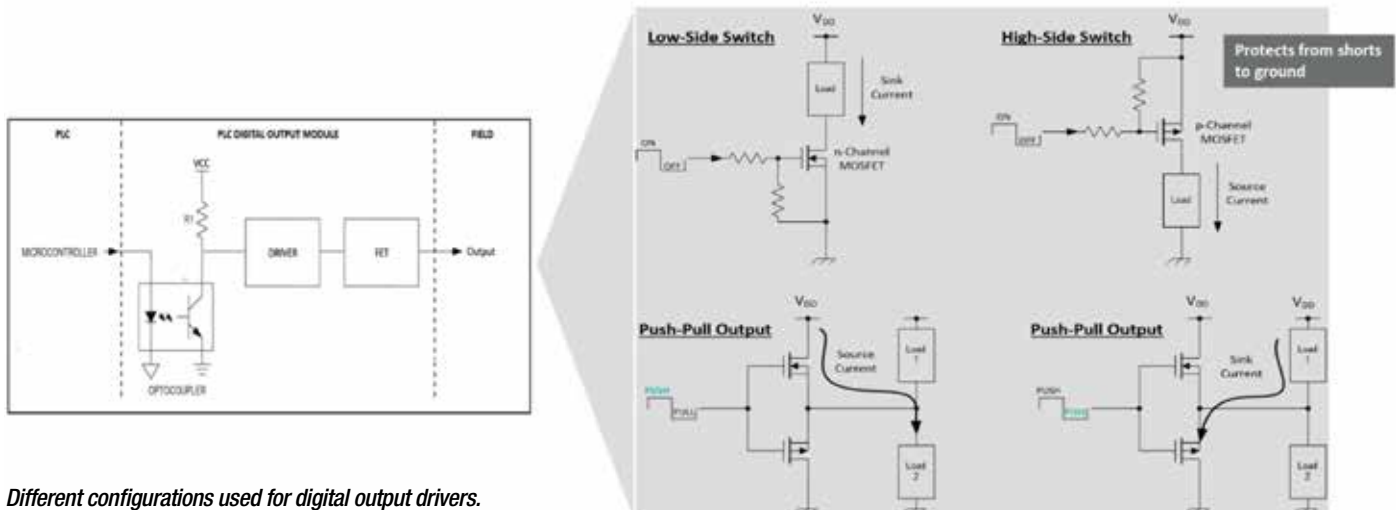 PLC
PLC DIGITAL OUTPUT MODULE
FIELD
VCC
R1
MICROCONTROLLER
DRIVER
FET
Output
OPTOCOUPLER
Low-Side Switch
VDD
Load
Sink
Current
n-Channel
MOSFET
ON
OFF
High-Side Switch
VDD
Protects from shorts
to ground
ON
OFF
p-Channel
MOSFET
Load
Source
Current
Push-Pull Output
VDD
Source
Current
Load
1
PUSH
PULL
Load
2
Push-Pull Output
VDD
VDD
Sink
Current
Load
1
PUSH
Load
2
Different configurations used for digital output drivers.